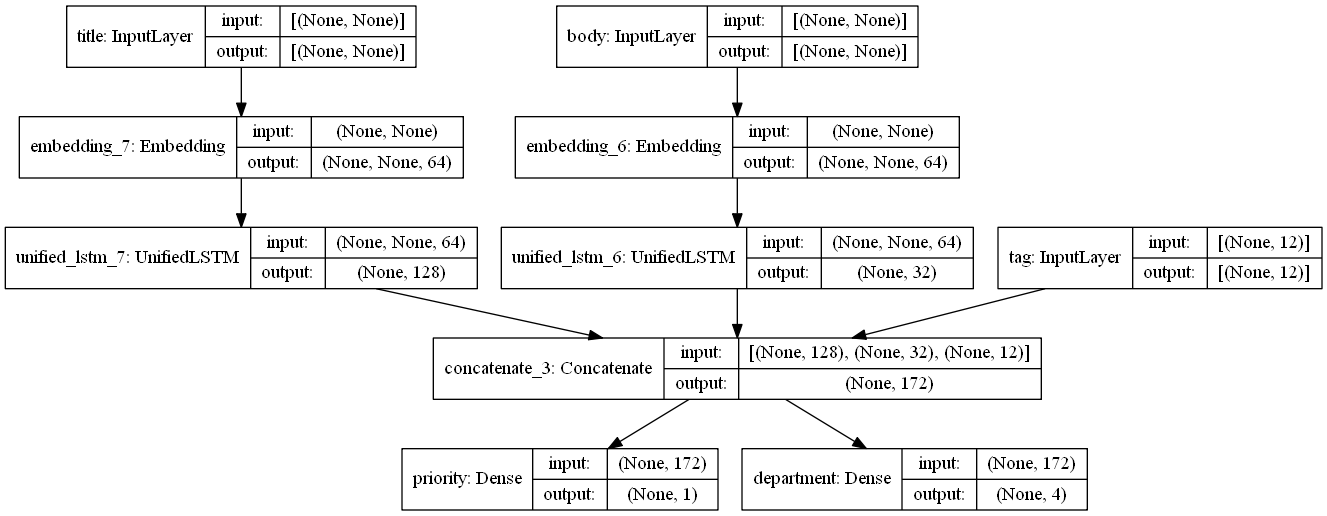 title: InputLayer
input:
[(None, None)]
output:
[(None, None)]
body: InputLayer
input:
[(None, None)]
output:
[(None, None)]
embedding_7: Embedding
input:
(None, None)
output:
(None, None, 64)
embedding_6: Embedding
input:
(None, None)
output:
(None, None, 64)
unified_lstm_7: UnifiedLSTM
input:
(None, None, 64)
output:
(None, 128)
unified_lstm_6: UnifiedLSTM
input:
(None, None, 64)
output:
(None, 32)
tag: InputLayer
input:
[(None, 12)]
output:
[(None, 12)]
concatenate_3: Concatenate
input:
[(None, 128), (None, 32), (None, 12)]
output:
(None, 172)
priority: Dense
input:
(None, 172)
output:
(None, 1)
department: Dense
input:
(None, 172)
output:
(None, 4)